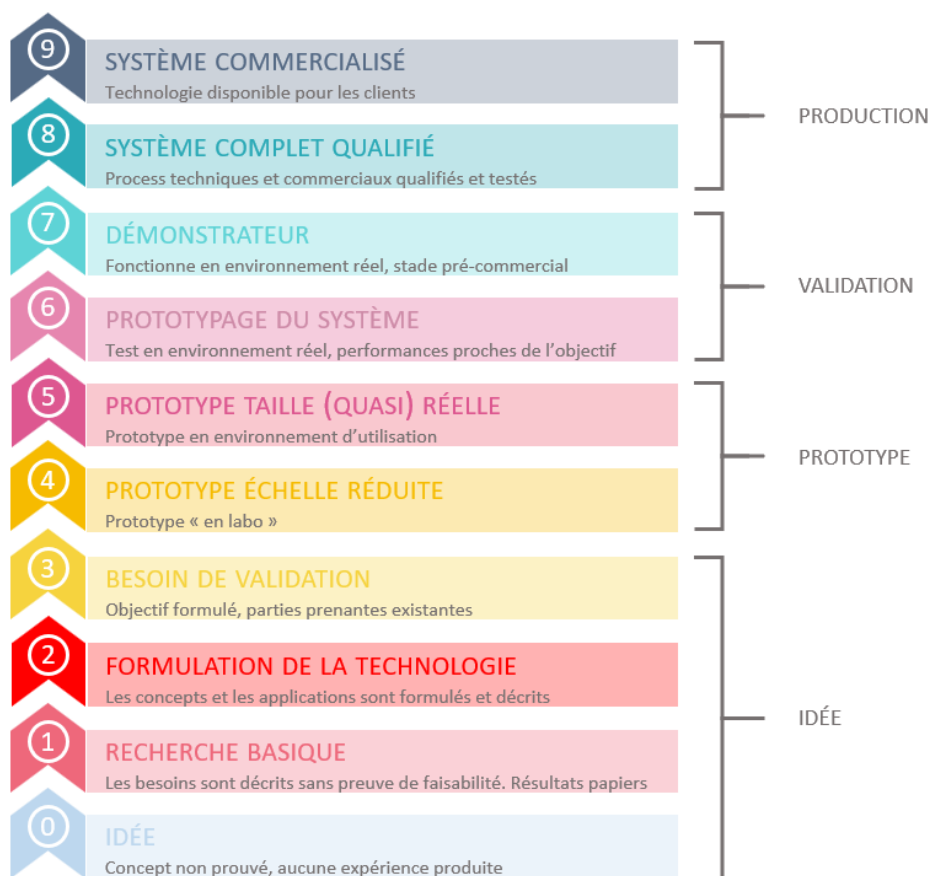 9
SYSTÈME COMMERCIALISÉ
Technologie disponible pour les clients
PRODUCTION
8
SYSTÈME COMPLET QUALIFIÉ
Process techniques et commerciaux qualifiés et testés
7
DÉMONSTRATEUR
Fonctionne en environnement réel, stade pré-commercial
VALIDATION
6
PROTOTYPAGE DU SYSTÈME
Test en environnement réel, performances proches de l’objectif
5
PROTOTYPE TAILLE (QUASI) RÉELLE
Prototype en environnement d’utilisation
PROTOTYPE
4
PROTOTYPE ÉCHELLE RÉDUITE
Prototype « en labo »
3
BESOIN DE VALIDATION
Objectif formulé, parties prenantes existantes
2
FORMULATION DE LA TECHNOLOGIE
Les concepts et les applications sont formulés et décrits
IDÉE
1
RECHERCHE BASIQUE
Les besoins sont décrits sans preuve de faisabilité. Résultats papiers
0
IDÉE
Concept non prouvé, aucune expérience produite